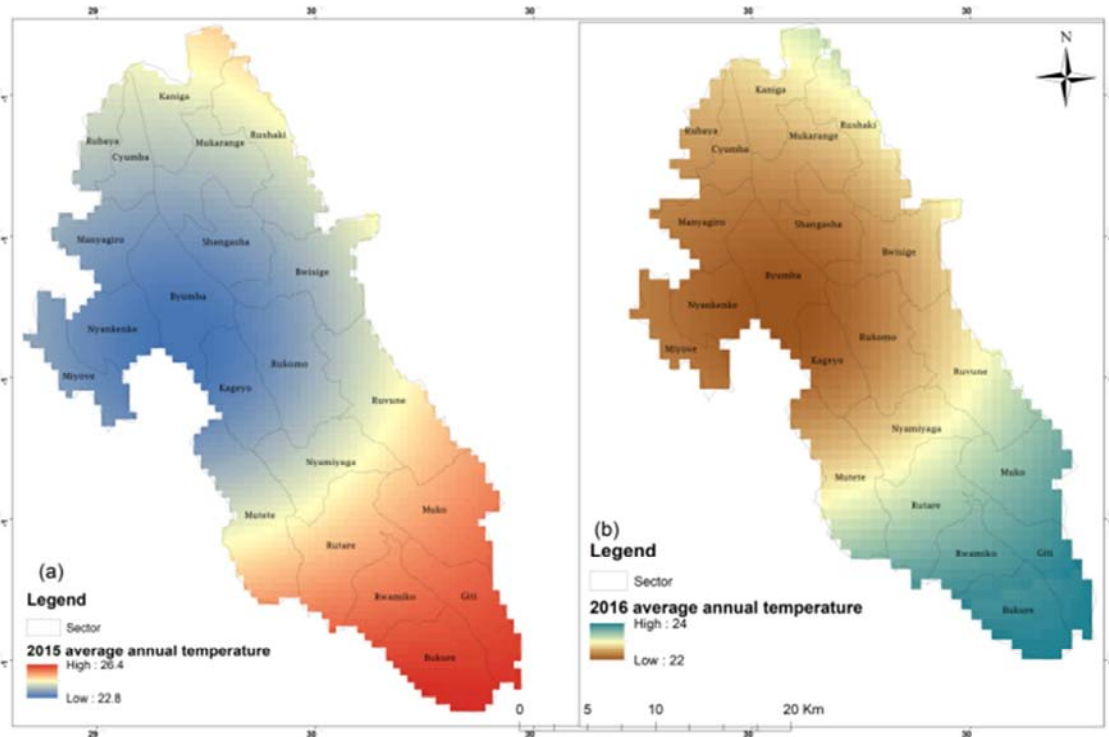 29 30 30 30 30
N
Kaniga
Rubaya
Cyumba
Mukarange
Rushaki
Manyagiro
Shangasha
Bwisige
Byumba
Nyankenke
Miyove
Rukomo
Kageyo
Ruvune
Nyamiyaga
Mutete
Muko
Rutare
Rwamiko
Giti
Bukure
(a)
Legend
Sector
2015 average annual temperature
High : 26.4
Low : 22.8
Kaniga
Rubaya
Cyumba
Mukarange
Rushaki
Manyagiro
Shangasha
Bwisige
Byumba
Nyankenke
Miyove
Rukomo
Kageyo
Ruvune
Nyamiyaga
Mutete
Muko
Rutare
Rwamiko
Giti
Bukure
(b)
Legend
Sector
2016 average annual temperature
High : 24
Low : 22
0 5 10 20 Km
29 30 30 30 30